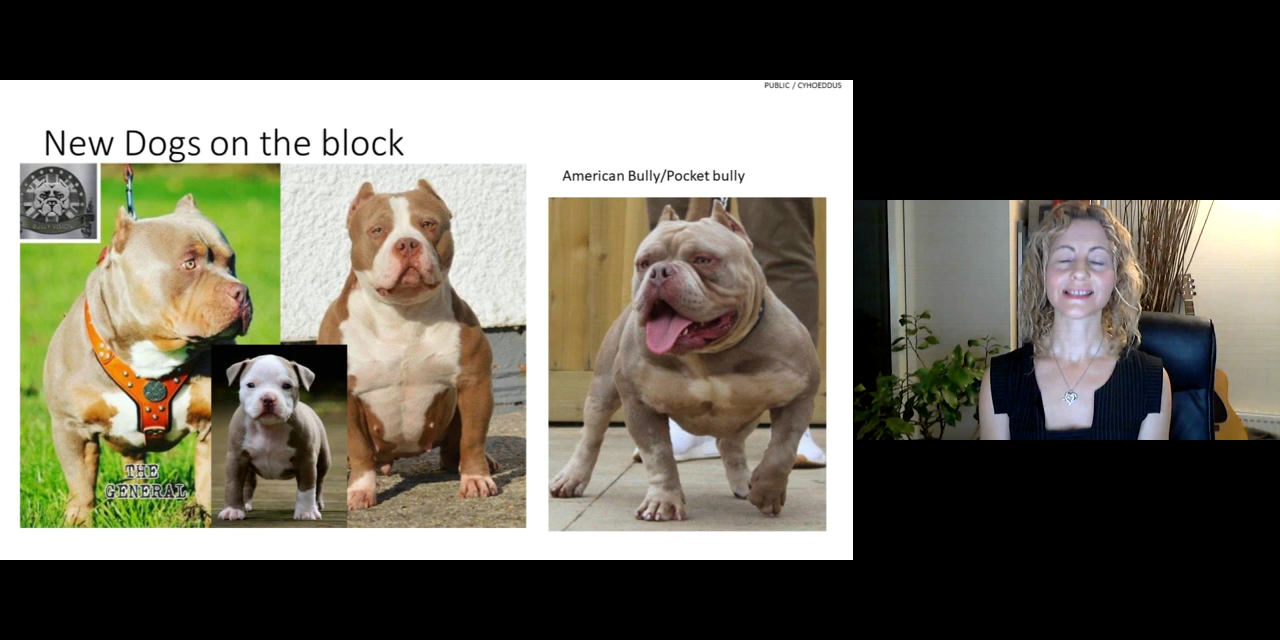 PUBLIC / CYHOEDDUS
New Dogs on the block
American Bully/Pocket bully
THE
GENERAL